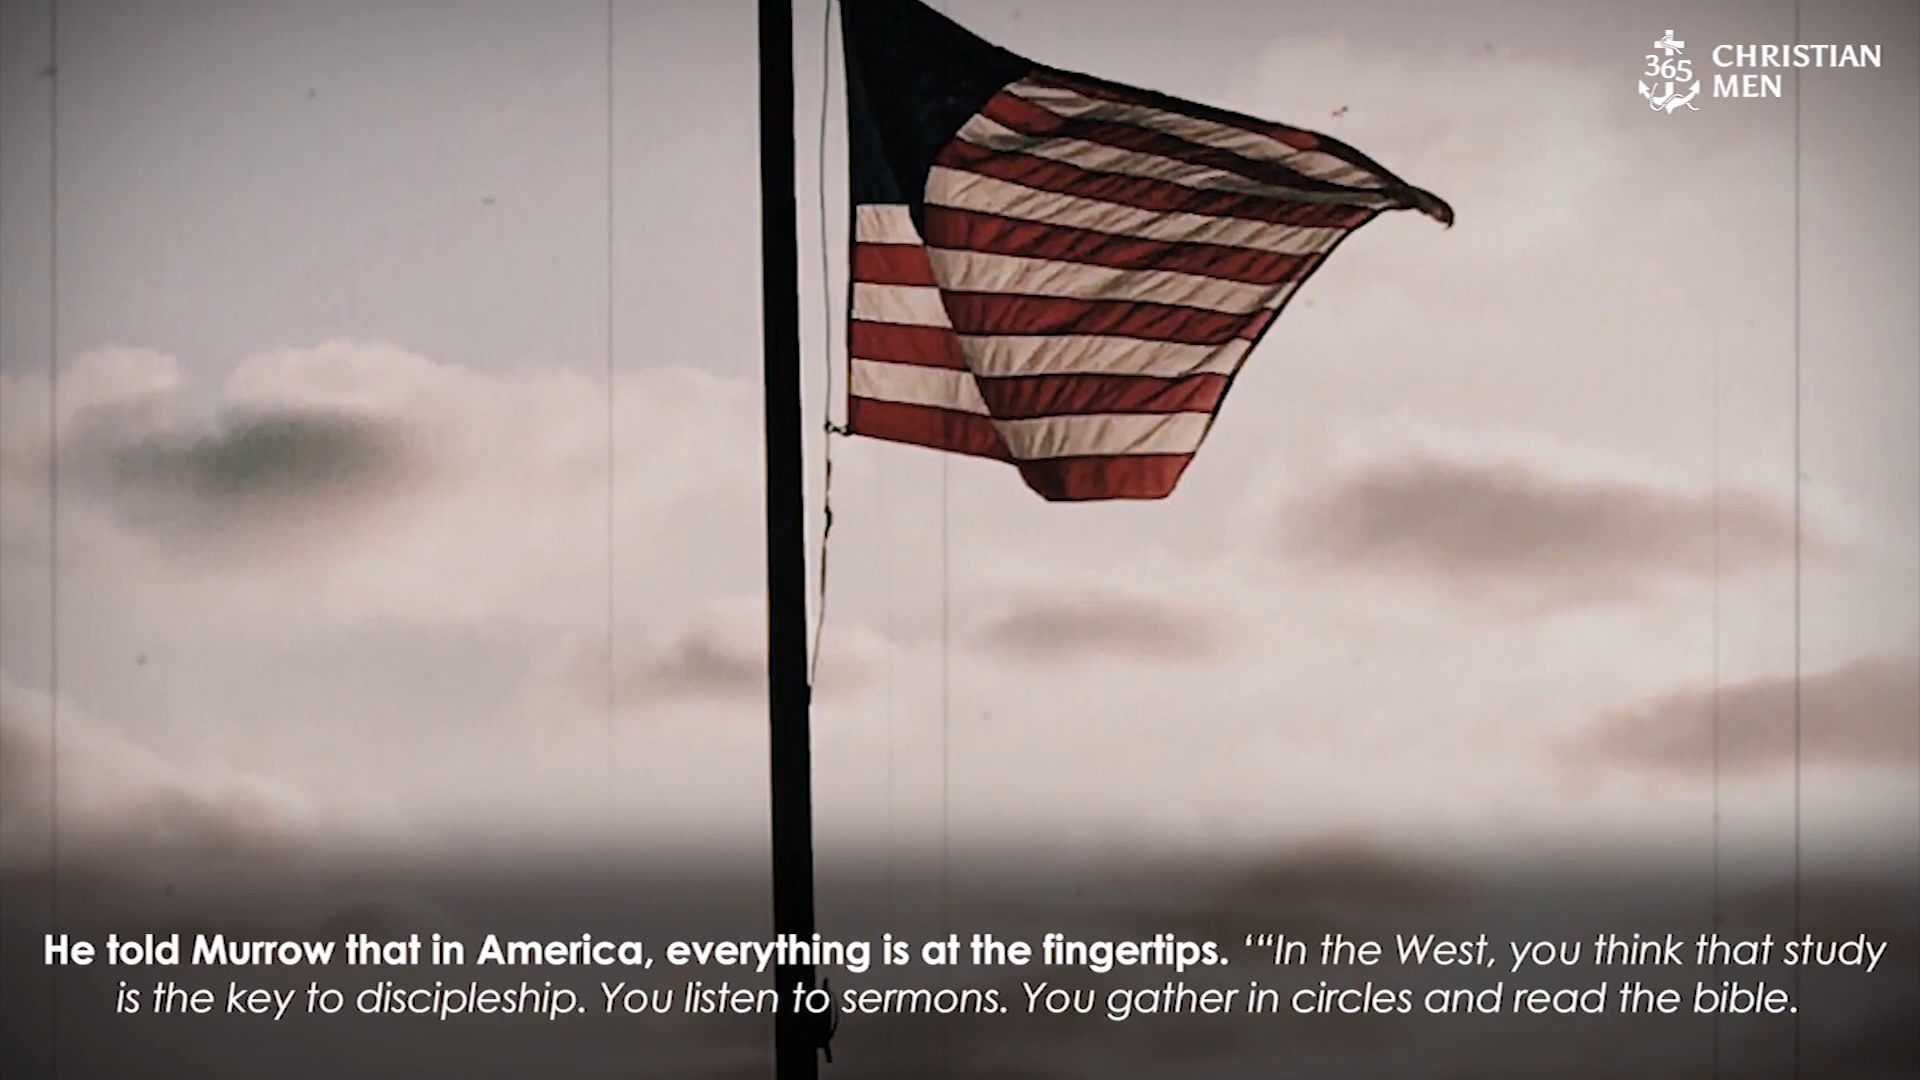 365 CHRISTIAN
MEN
He told Murrow that in America, everything is at the fingertips. ‘“In the West, you think that study
is the key to discipleship. You listen to sermons. You gather in circles and read the bible.